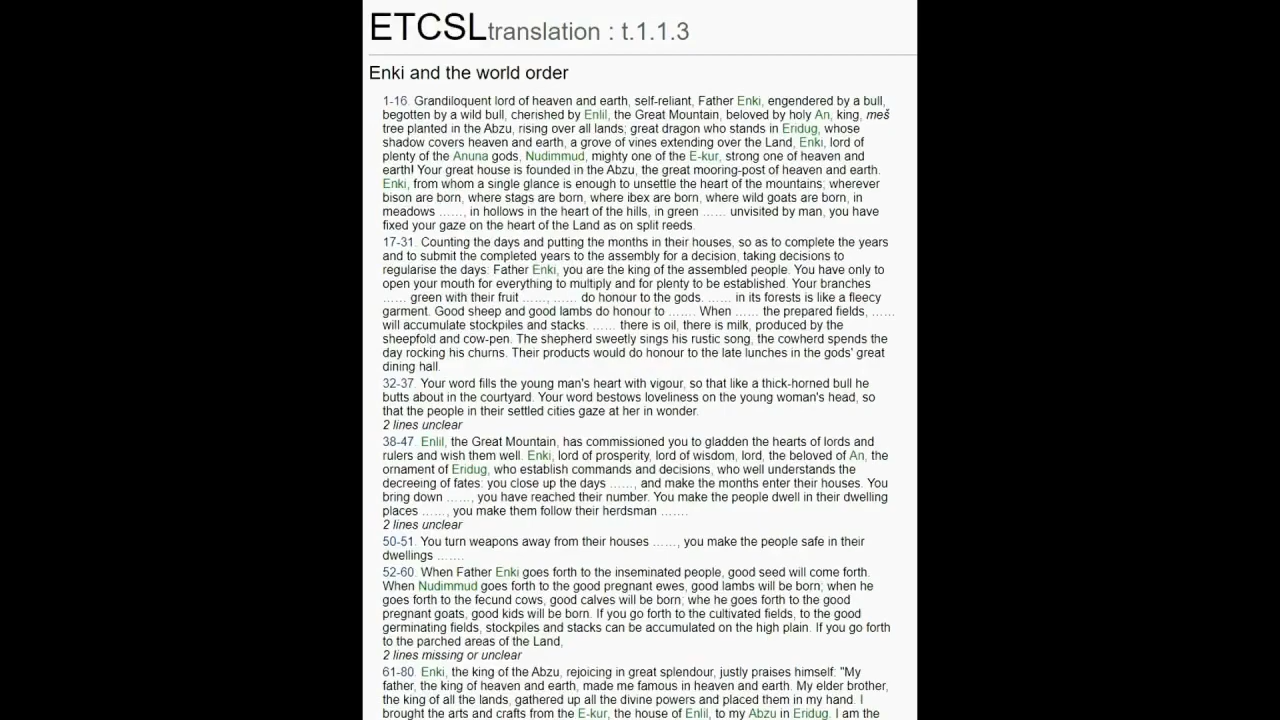 ETCSLtranslation : t.1.1.3
Enki and the world order
1-16. Grandiloquent lord of heaven and earth, self-reliant, Father Enki, engendered by a bull,
begotten by a wild bull, cherished by Enlil, the Great Mountain, beloved by holy An, king, meš
tree planted in the Abzu, rising over all lands; great dragon who stands in Eridug, whose
shadow covers heaven and earth, a grove of vines extending over the Land, Enki, lord of
plenty of the Anuna gods, Nudimmud, mighty one of the E-kur, strong one of heaven and
earth! Your great house is founded in the Abzu, the great mooring-post of heaven and earth.
Enki, from whom a single glance is enough to unsettle the heart of the mountains; wherever
bison are born, where stags are born, where ibex are born, where wild goats are born, in
meadows ……, in hollows in the heart of the hills, in green …… unvisited by man, you have
fixed your gaze on the heart of the Land as on split reeds.
17-31. Counting the days and putting the months in their houses, so as to complete the years
and to submit the completed years to the assembly for a decision, taking decisions to
regularise the days: Father Enki, you are the king of the assembled people. You have only to
open your mouth for everything to multiply and for plenty to be established. Your branches
…… green with their fruit ……, …… do honour to the gods. …… in its forests is like a fleecy
garment. Good sheep and good lambs do honour to ……. When …… the prepared fields, ……
will accumulate stockpiles and stacks. …… there is oil, there is milk, produced by the
sheepfold and cow-pen. The shepherd sweetly sings his rustic song, the cowherd spends the
day rocking his churns. Their products would do honour to the late lunches in the gods' great
dining hall.
32-37. Your word fills the young man's heart with vigour, so that like a thick-horned bull he
butts about in the courtyard. Your word bestows loveliness on the young woman's head, so
that the people in their settled cities gaze at her in wonder.
2 lines unclear
38-47. Enlil, the Great Mountain, has commissioned you to gladden the hearts of lords and
rulers and wish them well. Enki, lord of prosperity, lord of wisdom, lord, the beloved of An, the
ornament of Eridug, who establish commands and decisions, who well understands the
decreeing of fates: you close up the days ……, and make the months enter their houses. You
bring down ……, you have reached their number. You make the people dwell in their dwelling
places ……, you make them follow their herdsman …….
2 lines unclear
50-51. You turn weapons away from their houses ……, you make the people safe in their
dwellings …….
52-60. When Father Enki goes forth to the inseminated people, good seed will come forth.
When Nudimmud goes forth to the good pregnant ewes, good lambs will be born; when he
goes forth to the fecund cows, good calves will be born; whe he goes forth to the good
pregnant goats, good kids will be born. If you go forth to the cultivated fields, to the good
germinating fields, stockpiles and stacks can be accumulated on the high plain. If you go forth
to the parched areas of the Land,
2 lines missing or unclear
61-80. Enki, the king of the Abzu, rejoicing in great splendour, justly praises himself: "My
father, the king of heaven and earth, made me famous in heaven and earth. My elder brother,
the king of all the lands, gathered up all the divine powers and placed them in my hand. I
brought the arts and crafts from the E-kur, the house of Enlil, to my Abzu in Eridug. I am the